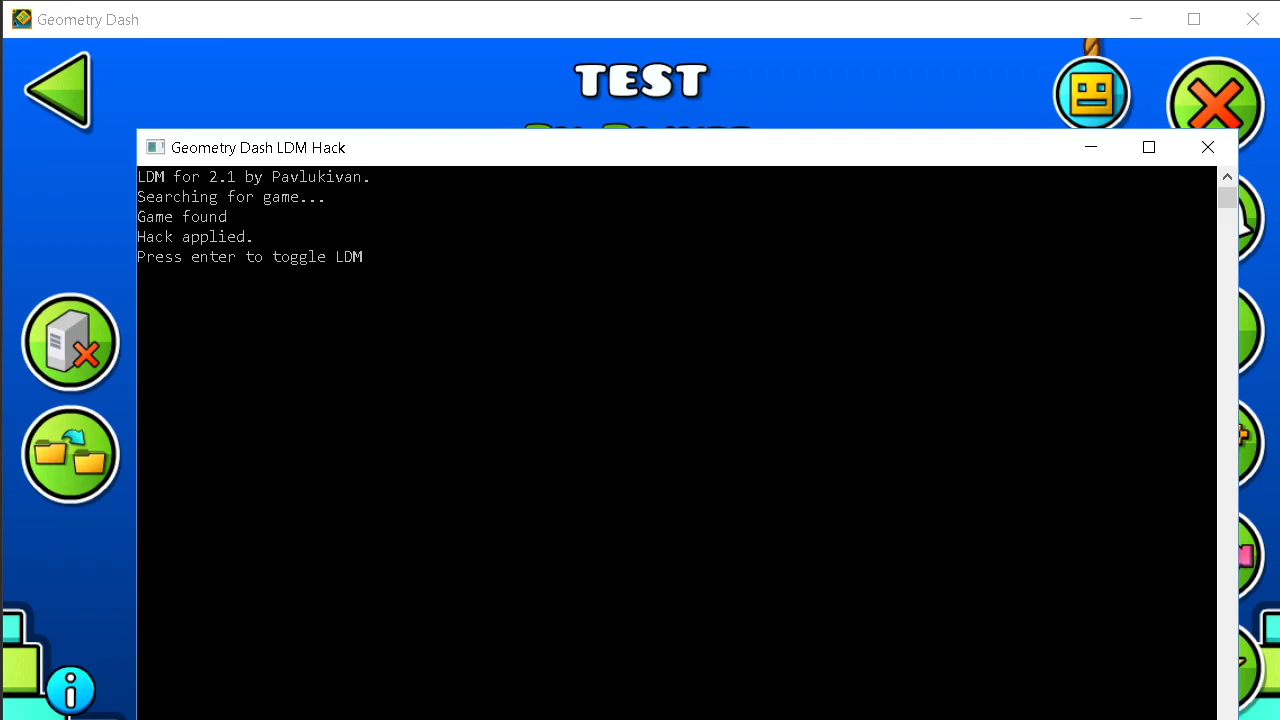 Geometry Dash
TEST
Geometry Dash LDM Hack
LDM for 2.1 by Pavlukivan.
Searching for game...
Game found
Hack applied.
Press enter to toggle LDM